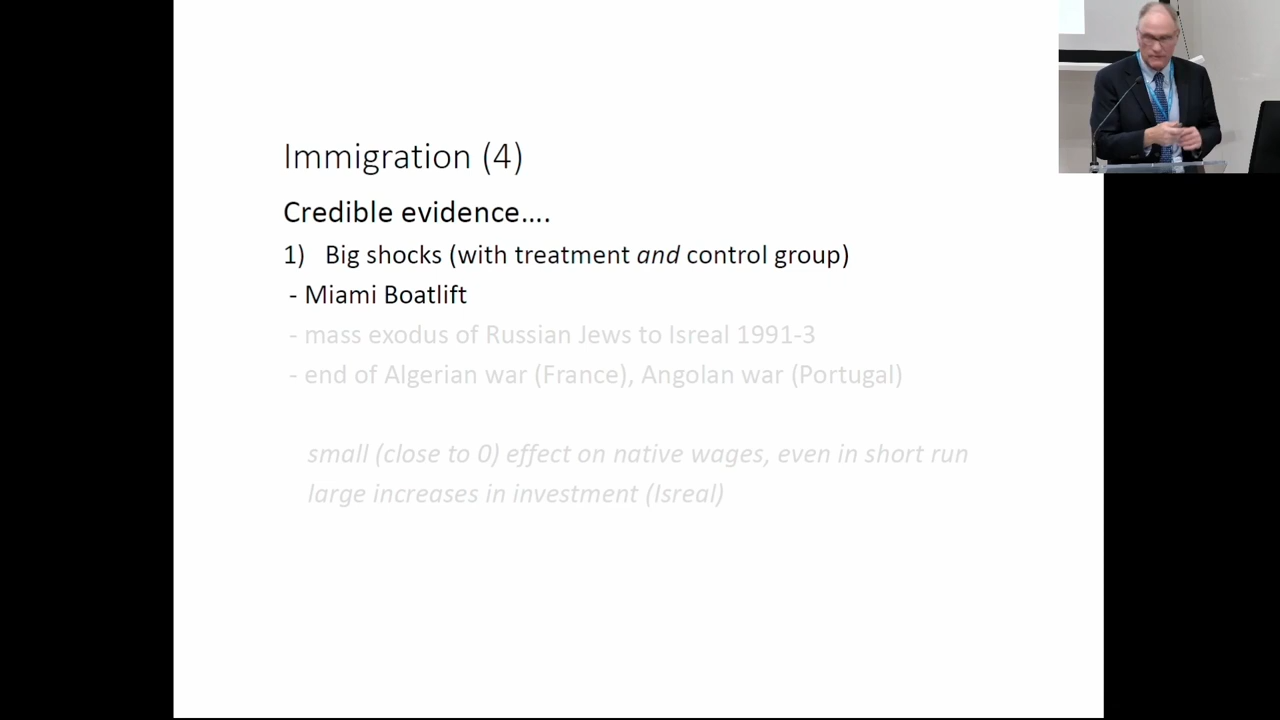 Immigration (4)
Credible evidence....
1) Big shocks (with treatment and control group)
- Miami Boatlift
- mass exodus of Russian Jews to Isreal 1991-3
- end of Algerian war (France), Angolan war (Portugal)
small (close to 0) effect on native wages, even in short run
large increases in investment (Isreal)